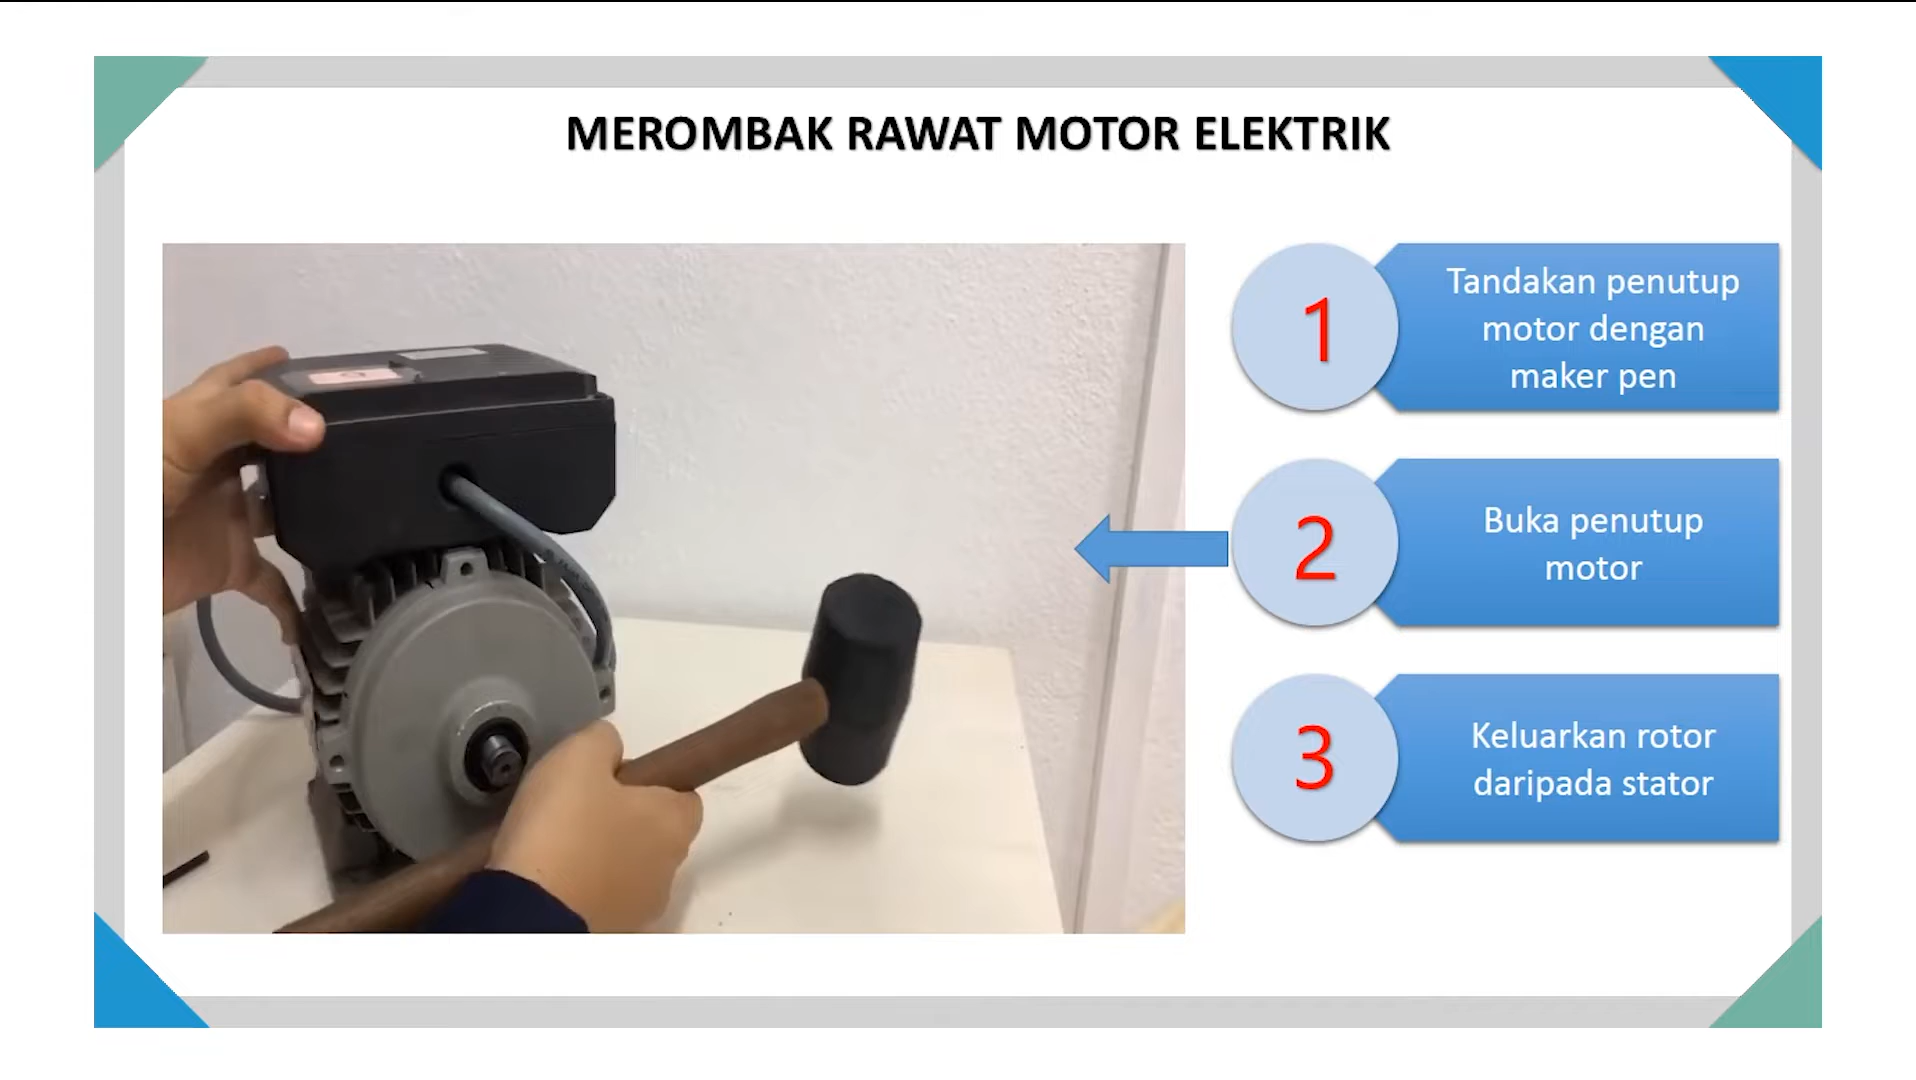 MEROMBAK RAWAT MOTOR ELEKTRIK
1
Tandakan penutup
motor dengan
maker pen
2
Buka penutup
motor
3
Keluarkan rotor
daripada stator